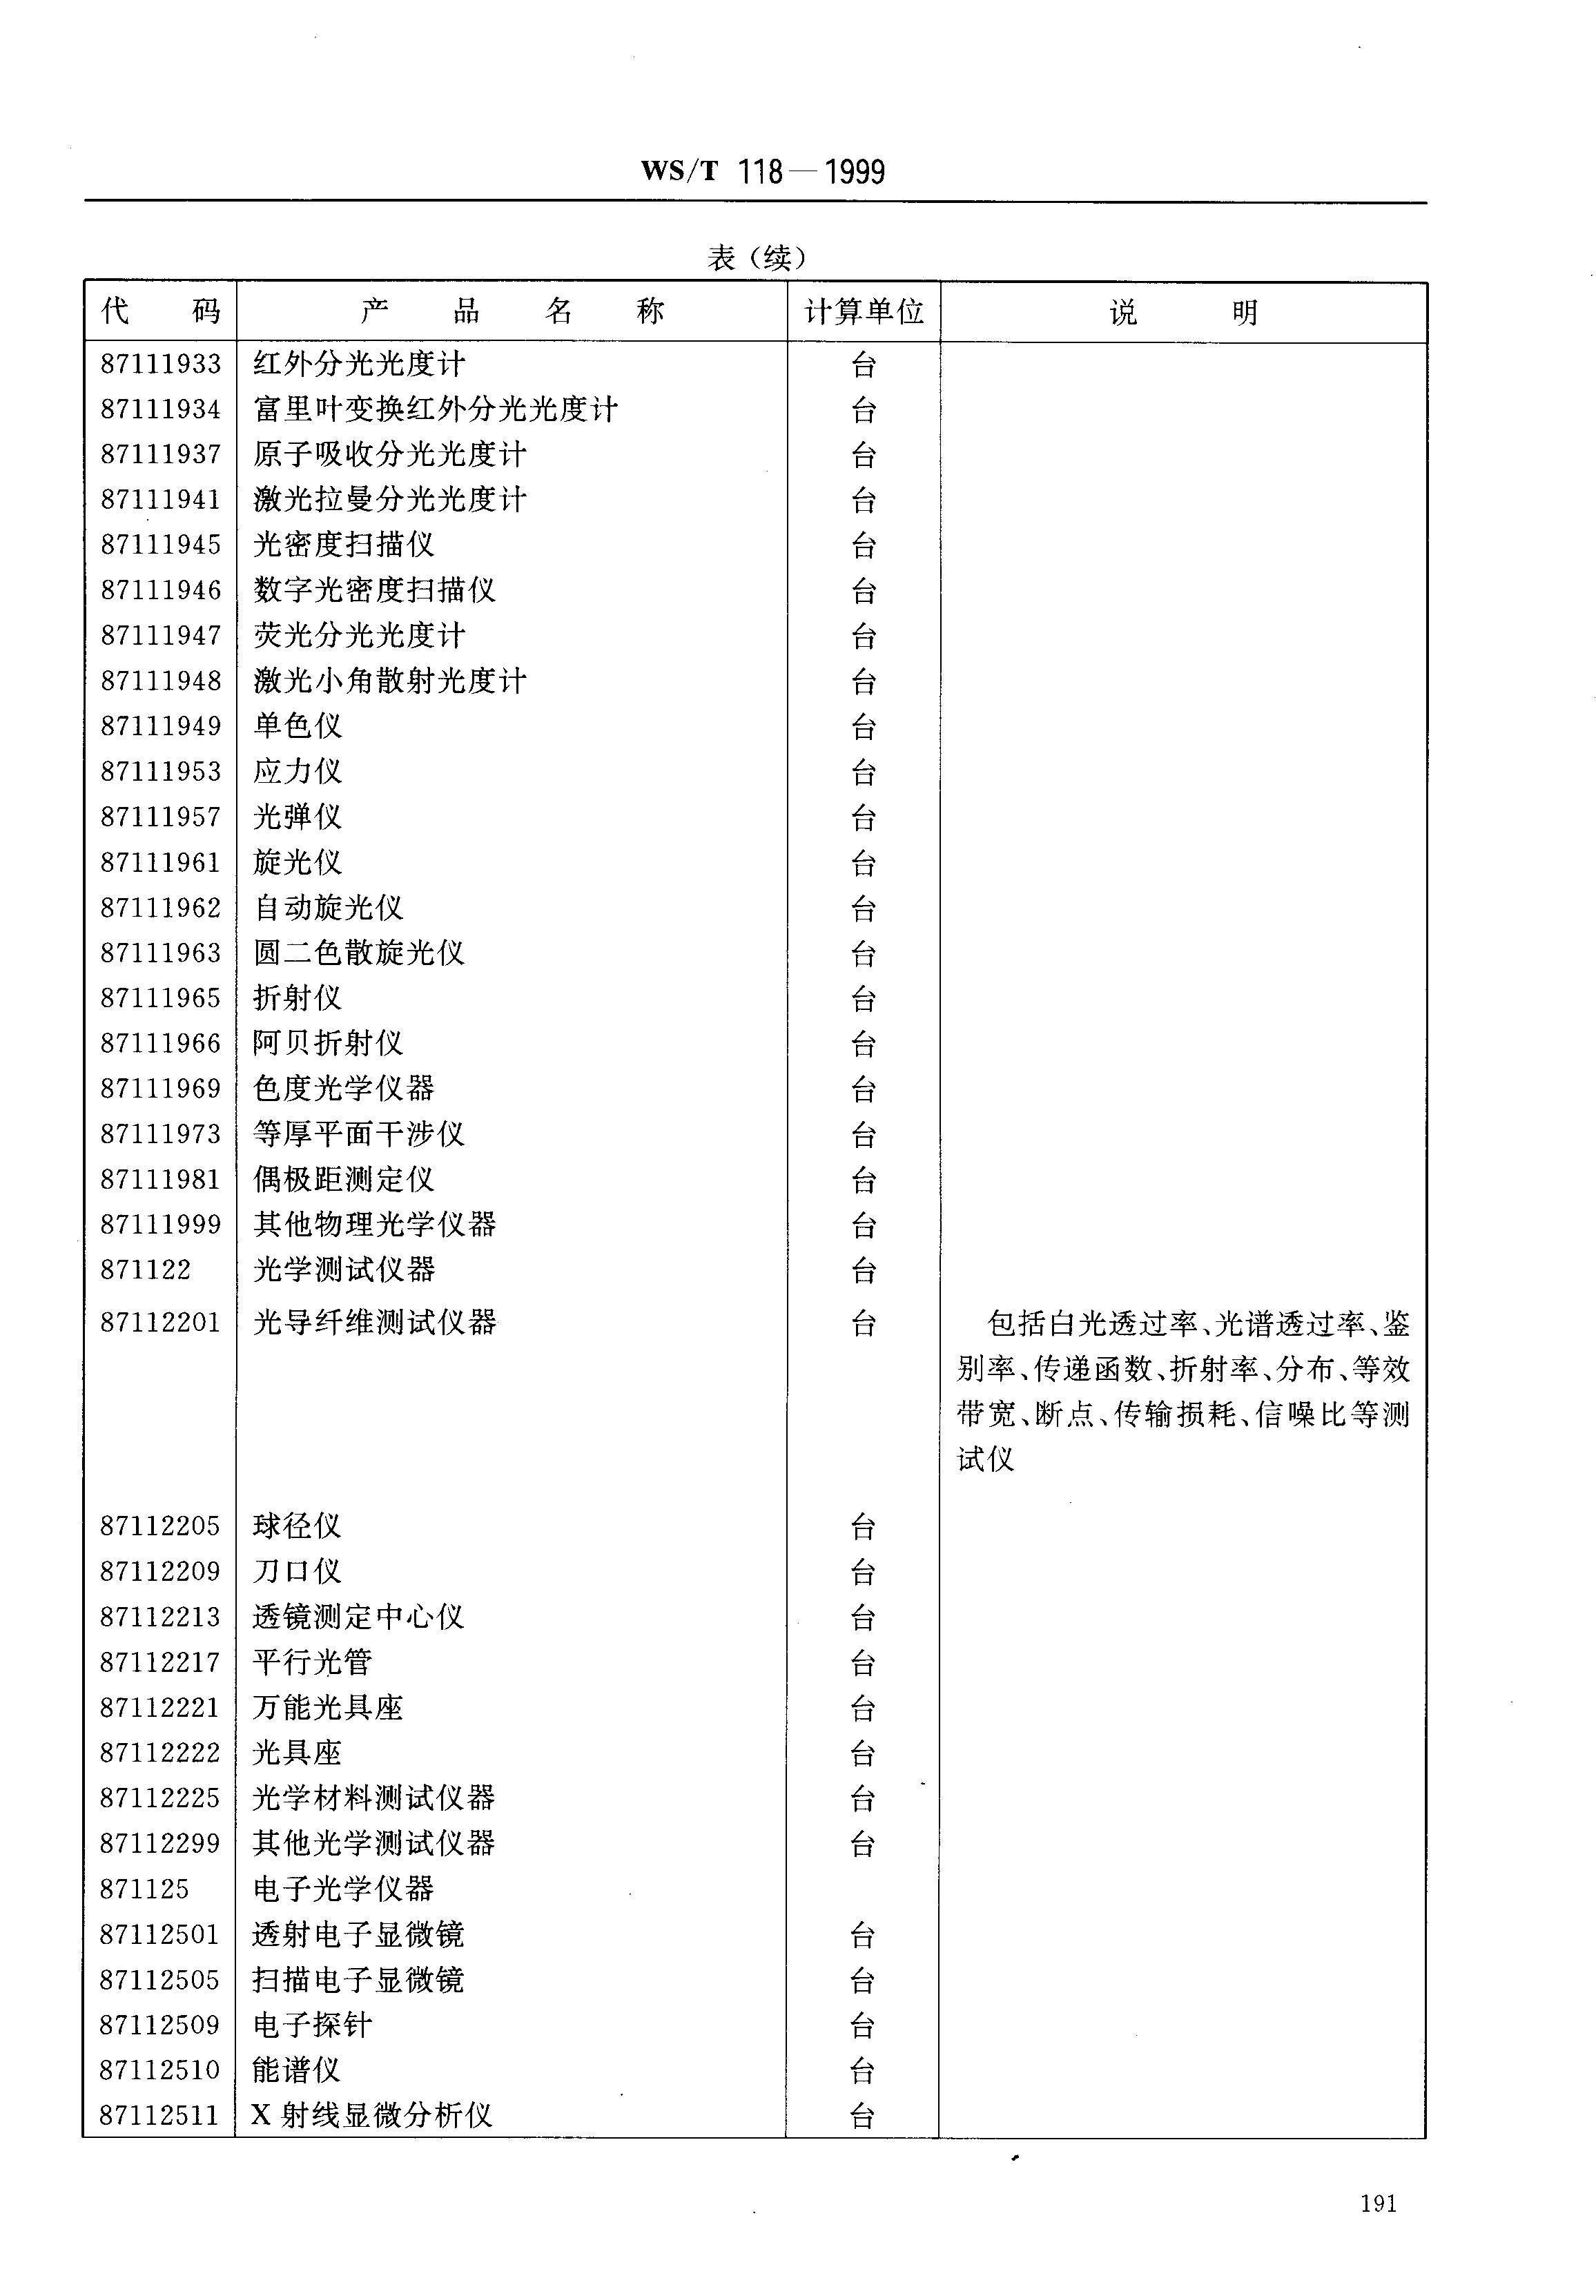 WS/T 118—1999
表（续）
代 码 产 品 名 称 计算单位 说 明
87111933 红外分光光度计 台
87111934 富里叶变换红外分光光度计 台
87111937 原子吸收分光光度计 台
87111941 激光拉曼分光光度计 台
87111945 光密度扫描仪 台
87111946 数字光密度扫描仪 台
87111947 荧光分光光度计 台
87111948 激光小角散射光度计 台
87111949 单色仪 台
87111953 应力仪 台
87111957 光弹仪 台
87111961 旋光仪 台
87111962 自动旋光仪 台
87111963 圆二色散旋光仪 台
87111965 折射仪 台
87111966 阿贝折射仪 台
87111969 色度光学仪器 台
87111973 等厚平面干涉仪 台
87111981 偶极距测定仪 台
87111999 其他物理光学仪器 台
871122 光学测试仪器 台
87112201 光导纤维测试仪器 台 包括白光透过率、光谱透过率、鉴
别率、传递函数、折射率、分布、等效
带宽、断点、传输损耗、信噪比等测
试仪
87112205 球径仪 台
87112209 刀口仪 台
87112213 透镜测定中心仪 台
87112217 平行光管 台
87112221 万能光具座 台
87112222 光具座 台
87112225 光学材料测试仪器 台
87112299 其他光学测试仪器 台
871125 电子光学仪器
87112501 透射电子显微镜 台
87112505 扫描电子显微镜 台
87112509 电子探针 台
87112510 能谱仪 台
87112511 X 射线显微分析仪 台
191